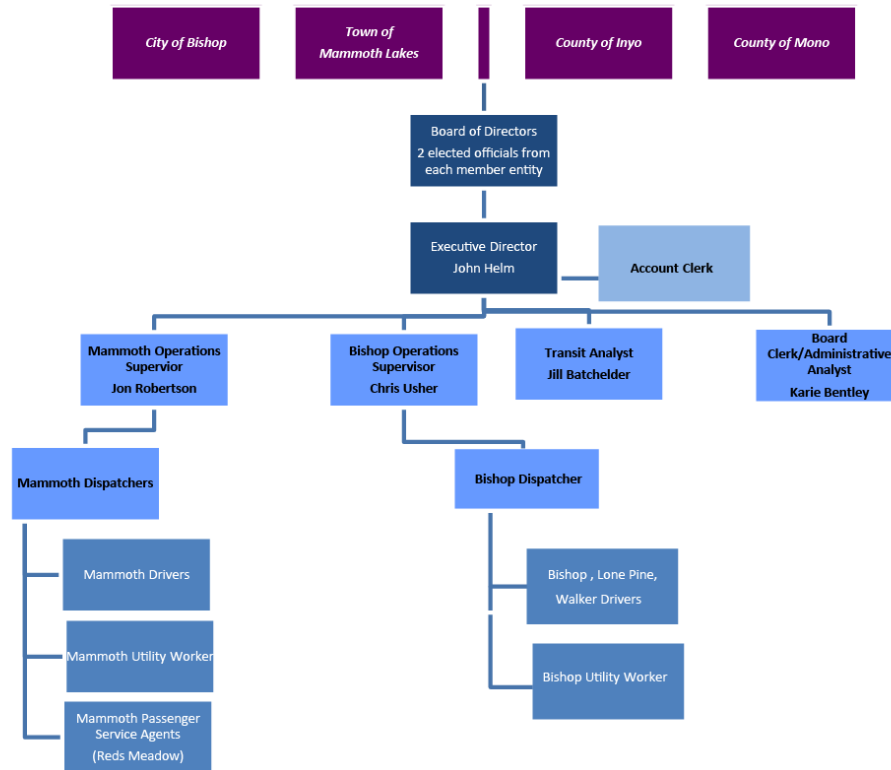 City of Bishop
Town of
Mammoth Lakes
County of Inyo
County of Mono
Board of Directors
2 elected officials from
each member entity
Executive Director
John Helm
Account Clerk
Mammoth Operations
Supervior
Jon Robertson
Bishop Operations
Supervisor
Chris Usher
Transit Analyst
Jill Batchelder
Board
Clerk/Administrative
Analyst
Karie Bentley
Mammoth Dispatchers
Bishop Dispatcher
Mammoth Drivers
Bishop , Lone Pine,
Walker Drivers
Mammoth Utility Worker
Bishop Utility Worker
Mammoth Passenger
Service Agents
(Reds Meadow)